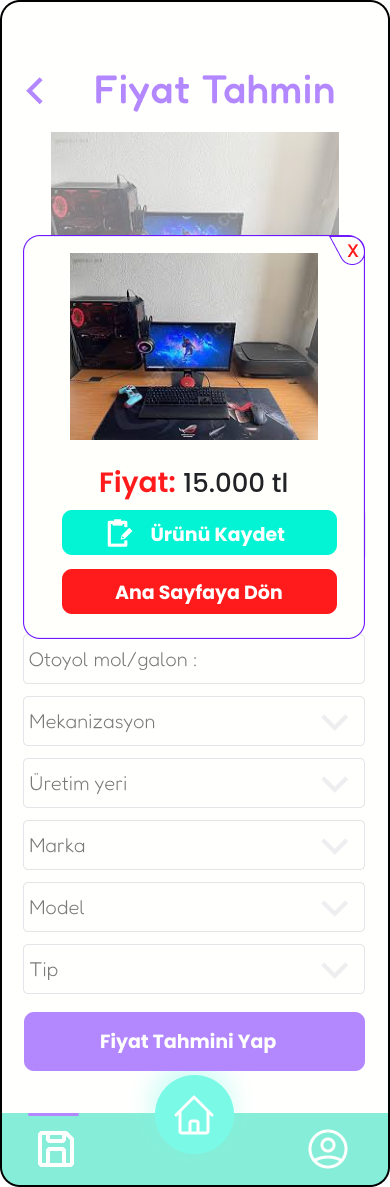 Fiyat Tahmin
X
Fiyat: 15.000 tl
Ürünü Kaydet
Ana Sayfaya Dön
Otoyol mol/galon :
Mekanizasyon
Üretim yeri
Marka
Model
Tip
Fiyat Tahmini Yap